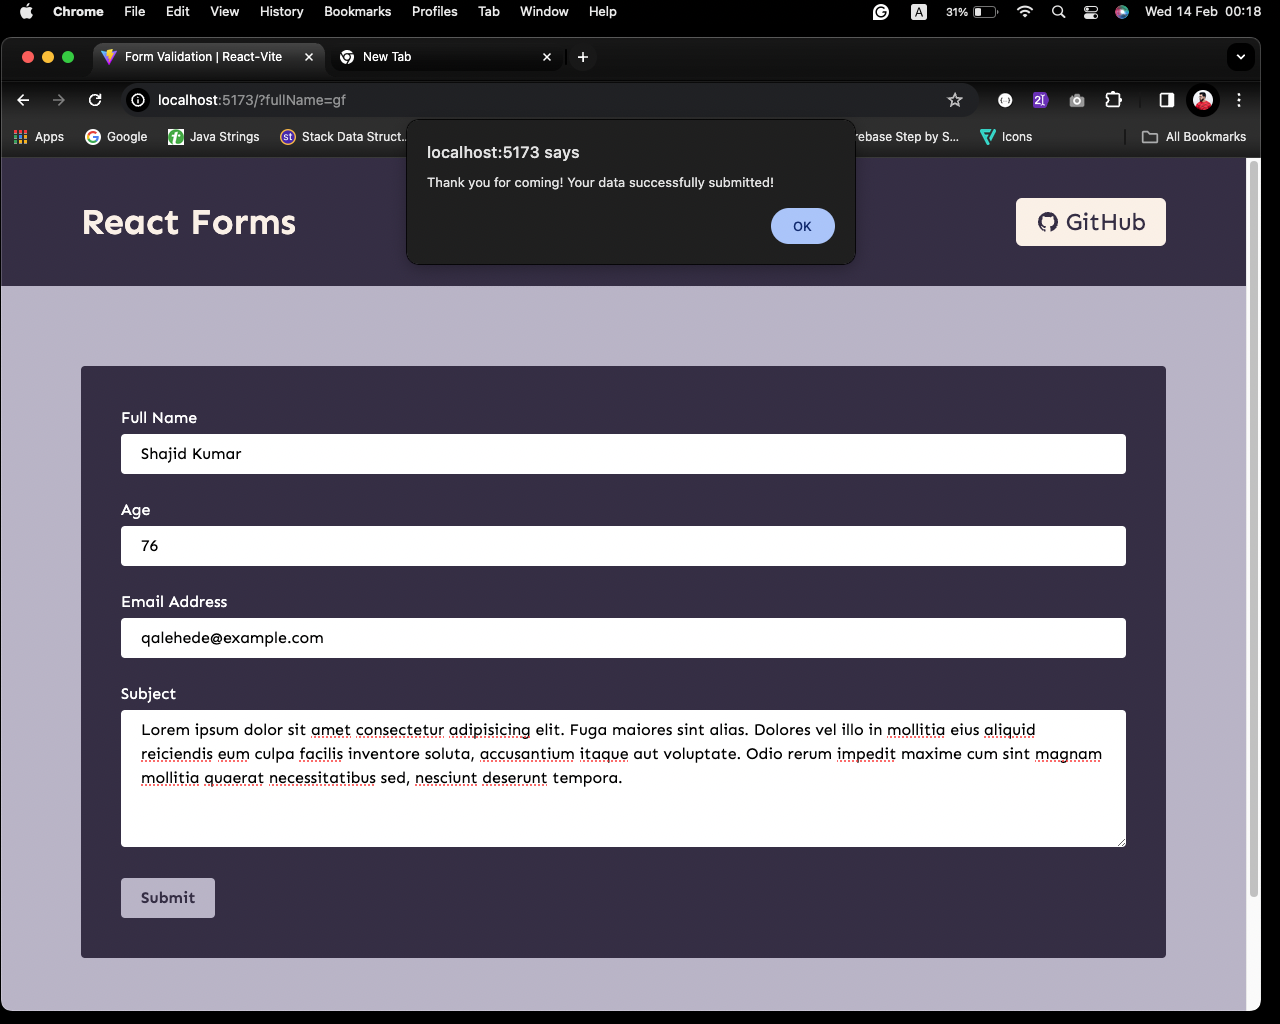 Chrome File Edit View History Bookmarks Profiles Tab Window Help A 31% Wed 14 Feb 00:18
Form Validation | React-Vite New Tab
localhost:5173/?fullName=gf
Apps Google Java Strings Stack Data Struct... rebase Step by S... Icons All Bookmarks
localhost:5173 says
Thank you for coming! Your data successfully submitted!
OK
React Forms
GitHub
Full Name
Shajid Kumar
Age
76
Email Address
qalehede@example.com
Subject
Lorem ipsum dolor sit amet consectetur adipisicing elit. Fuga maiores sint alias. Dolores vel illo in mollitia eius aliquid
reiciendis eum culpa facilis inventore soluta, accusantium itaque aut voluptate. Odio rerum impedit maxime cum sint magnam
mollitia quaerat necessitatibus sed, nesciunt deserunt tempora.
Submit